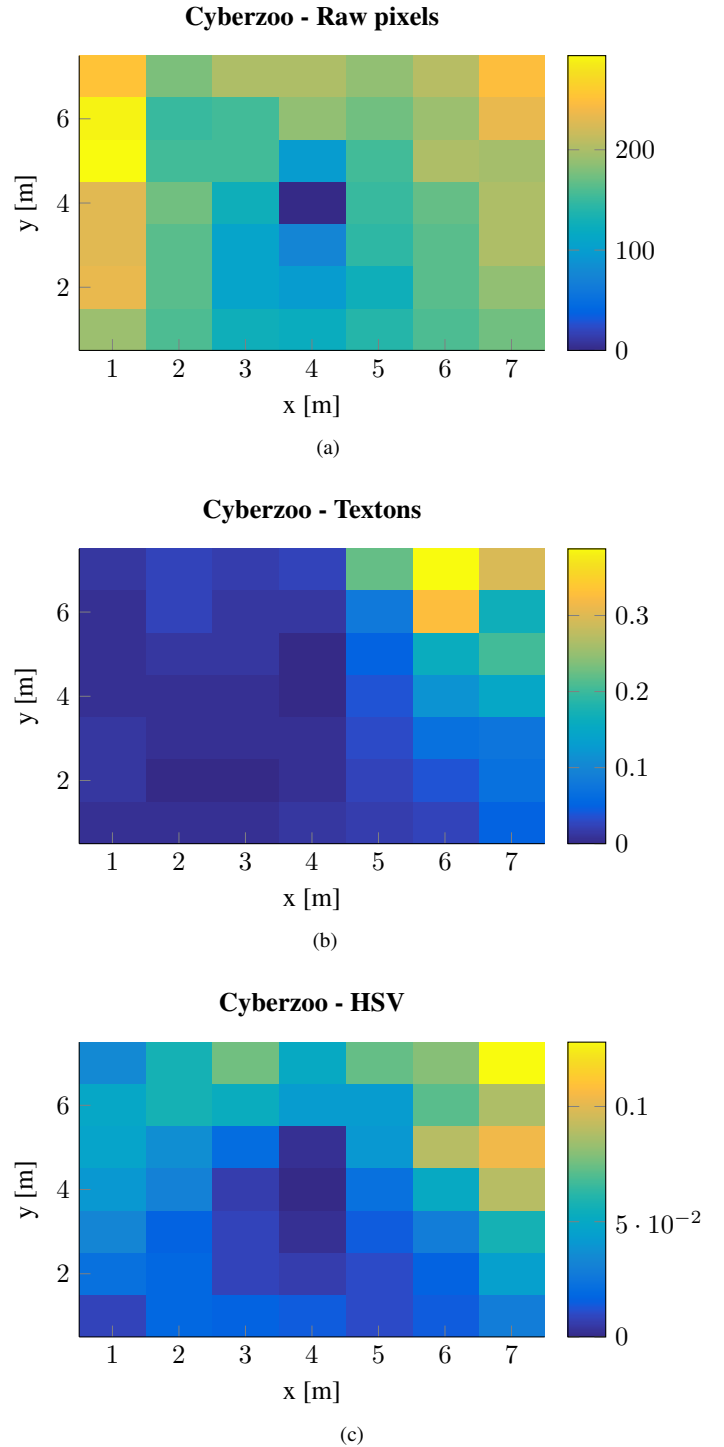 Cyberzoo - Raw pixels
6
4
2
y [m]
1 2 3 4 5 6 7
x [m]
200
100
0
(a)
Cyberzoo - Textons
6
4
2
y [m]
1 2 3 4 5 6 7
x [m]
0.3
0.2
0.1
0
(b)
Cyberzoo - HSV
6
4
2
y [m]
1 2 3 4 5 6 7
x [m]
0.1
5 · 10⁻²
0
(c)